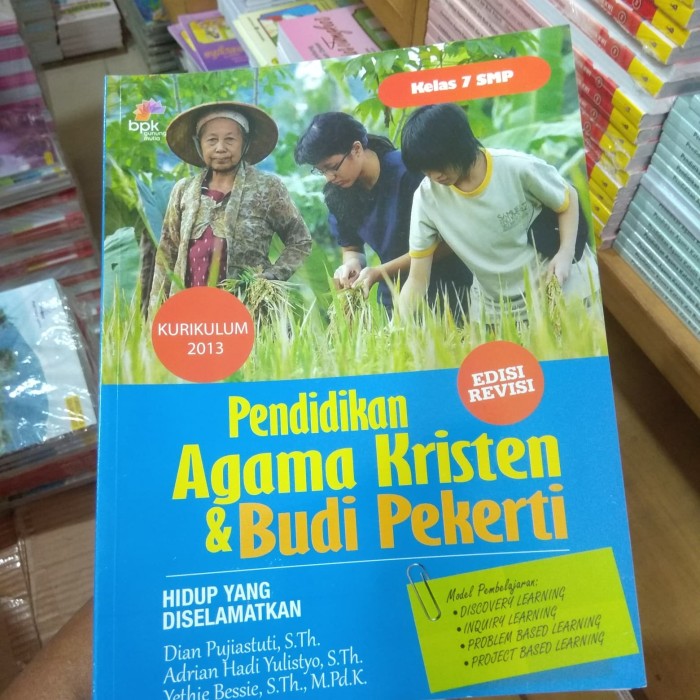 Kelas 7 SMP
bpk
gunung
mulia
KURIKULUM
2013
EDISI
REVISI
Pendidikan
Agama Kristen
& Budi Pekerti
HIDUP YANG
DISELAMATKAN
Dian Pujiastuti, S.Th.
Adrian Hadi Yulistyo, S.Th.
Yethie Bessie, S.Th., M.Pd.K.
Model Pembelajaran:
• DISCOVERY LEARNING
• INQUIRY LEARNING
• PROBLEM BASED LEARNING
• PROJECT BASED LEARNING